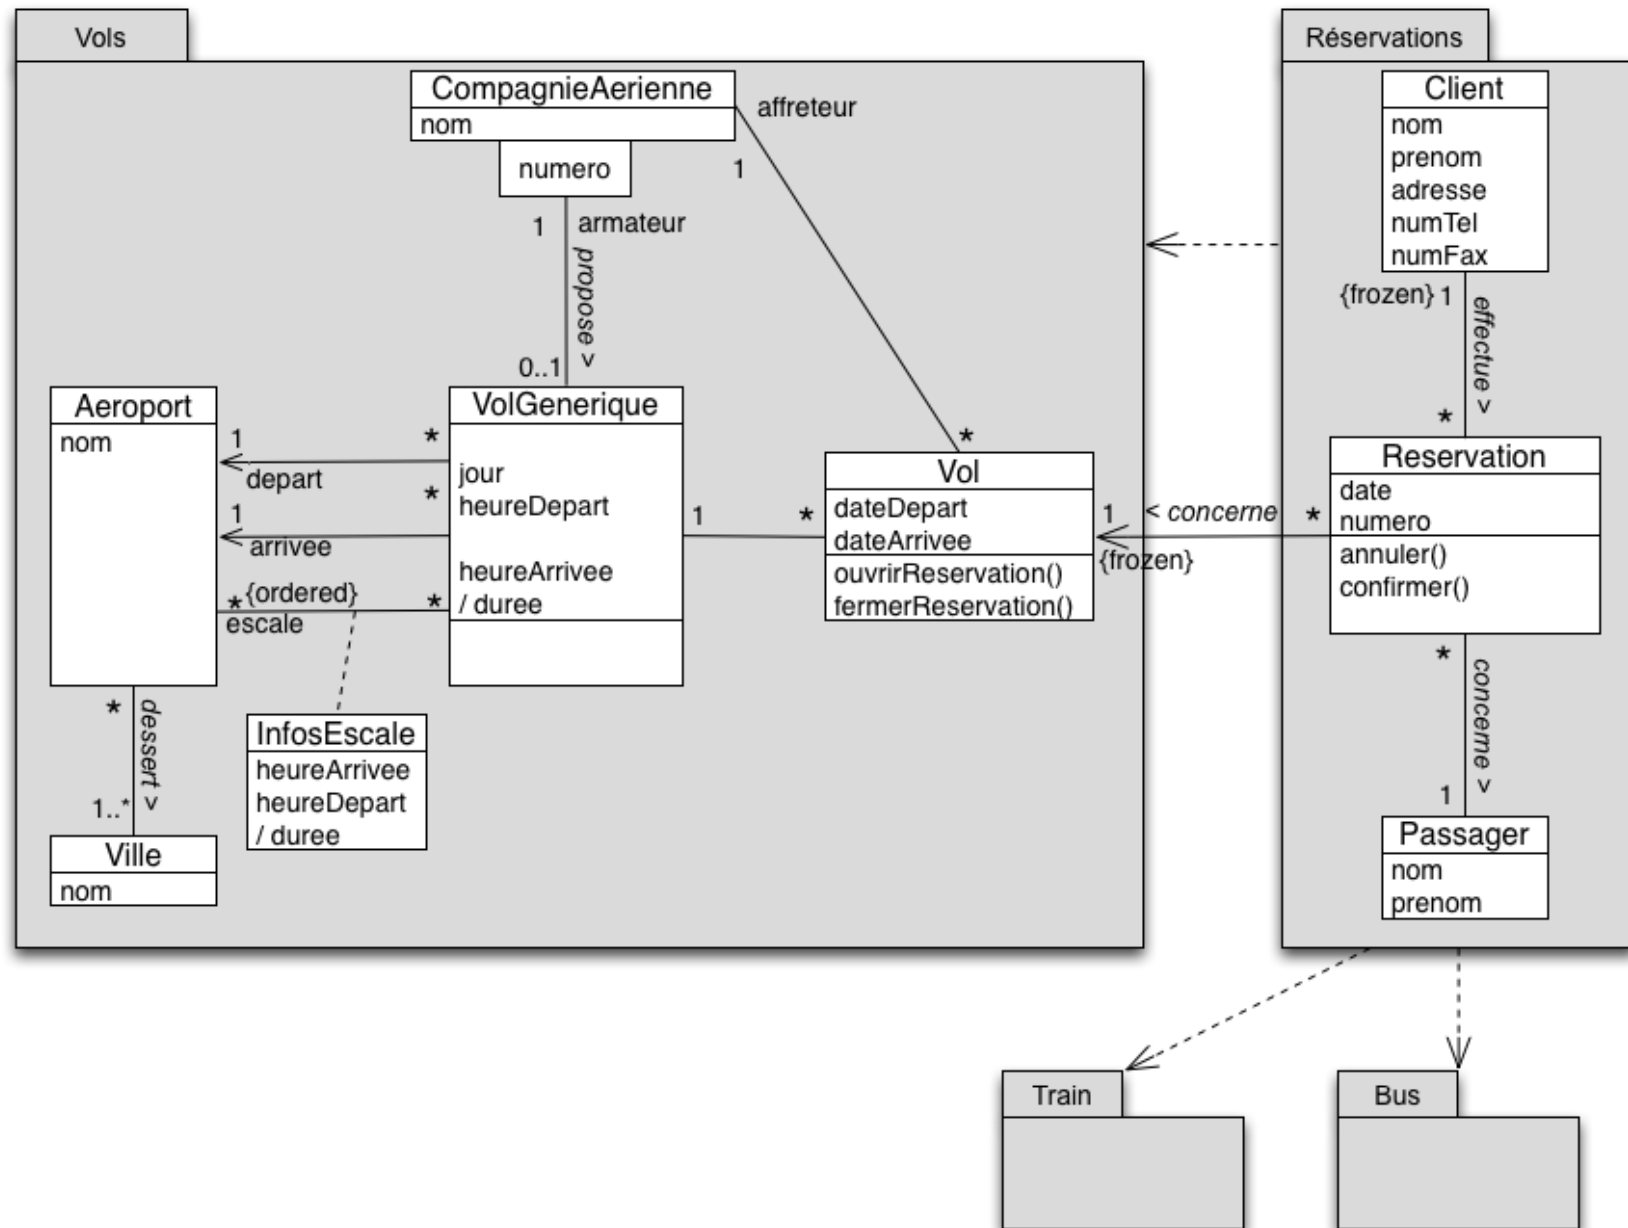 Vols
Réservations
CompagnieAerienne
nom
numero
affreteur
1
1
armateur
propose >
0..1
Client
nom
prenom
adresse
numTel
numFax
{frozen} 1
effectue >
*
Aeroport
nom
VolGenerique
jour
heureDepart
heureArrivee
/ duree
1
*
depart
1
*
arrivee
{ordered}
*
*
escale
1
*
*
Vol
dateDepart
dateArrivee
ouvrirReservation()
fermerReservation()
1
< concerne
*
{frozen}
Reservation
date
numero
annuler()
confirmer()
*
concerne >
1
Passager
nom
prenom
*
dessert >
1..*
Ville
nom
InfosEscale
heureArrivee
heureDepart
/ duree
Train
Bus